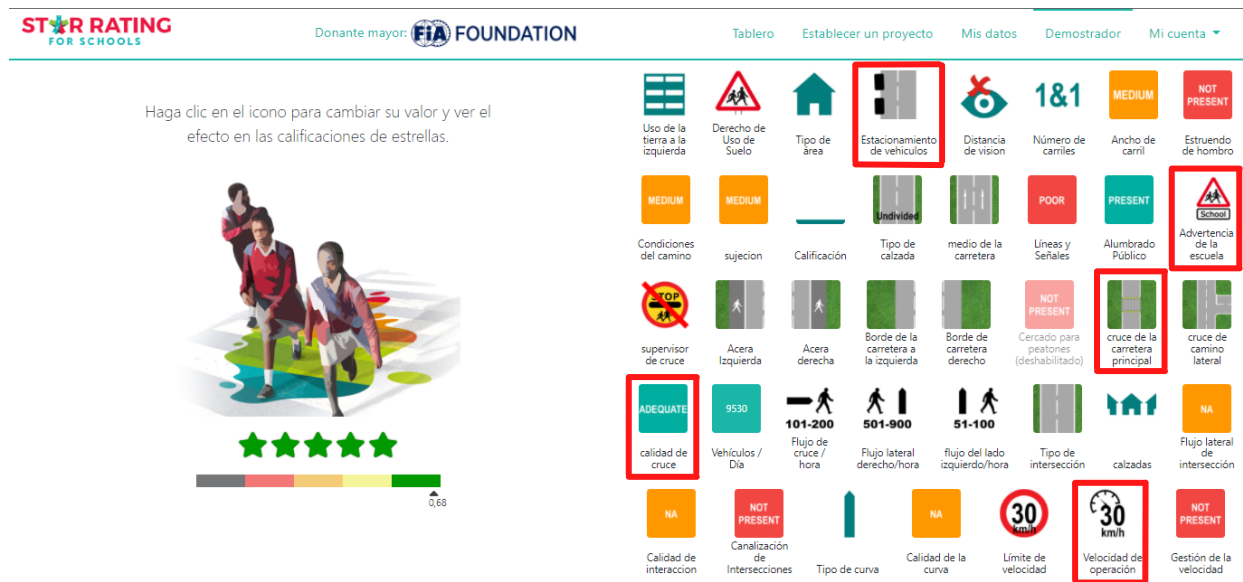 STAR RATING
FOR SCHOOLS
Donante mayor: FiA FOUNDATION
Tablero Establecer un proyecto Mis datos Demostrador Mi cuenta
Haga clic en el icono para cambiar su valor y ver el
efecto en las calificaciones de estrellas.
1&1 MEDIUM NOT
PRESENT
Uso de la
tierra a la
izquierda
Derecho de
Uso de
Suelo
Tipo de
área
Estacionamiento
de vehiculos
Distancia
de vision
Número de
carriles
Ancho de
carril
Estruendo
de hombro
MEDIUM MEDIUM Undivided POOR PRESENT School
Condiciones
del camino
sujecion
Calificación
Tipo de
calzada
medio de la
carretera
Líneas y
Señales
Alumbrado
Público
Advertencia
de la
escuela
STOP NOT
PRESENT
supervisor
de cruce
Acera
Izquierda
Acera
derecha
Borde de la
carretera a
la izquierda
Borde de
carretera
derecho
Cercado para
peatones
(deshabilitado)
cruce de la
carretera
principal
cruce de
camino
lateral
ADEQUATE 9530 101-200 501-900 51-100 NA
calidad de
cruce
Vehículos /
Día
Flujo de
cruce /
hora
Flujo lateral
derecho/hora
flujo del lado
izquierdo/hora
Tipo de
intersección
calzadas
Flujo lateral
de
intersección
0,68
NA NOT
PRESENT NA 30
km/h 30
km/h NOT
PRESENT
Calidad de
interaccion
Canalización
de
Intersecciones
Tipo de curva
Calidad de la
curva
Límite de
velocidad
Velocidad de
operación
Gestión de la
velocidad